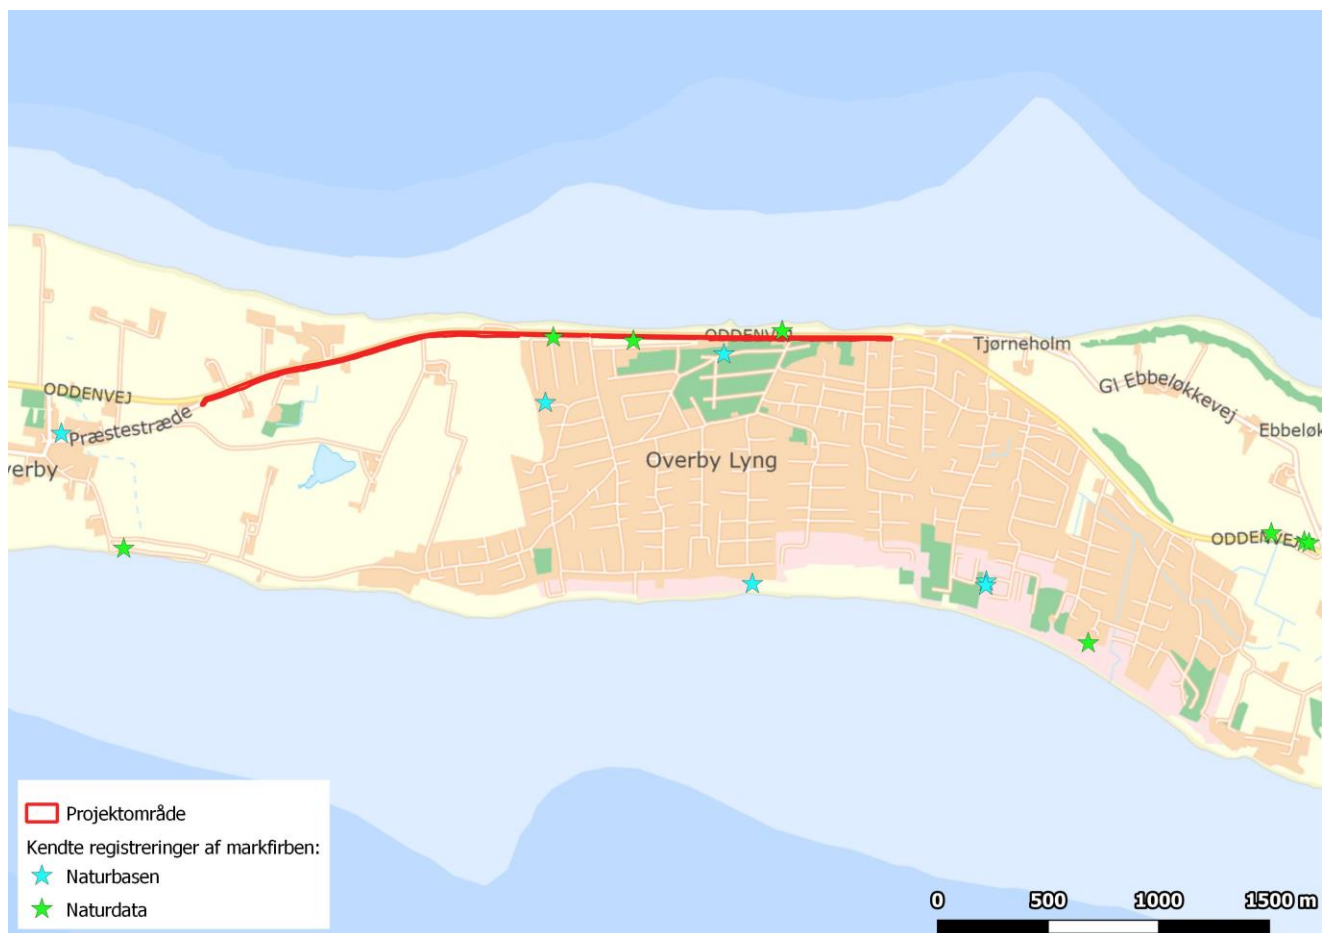 ODDENVEJ
Tjørneholm
Gl Ebbeløkkevej
ODDENVEJ
Præstestræde
Ebbeløk
verby
Overby Lyng
ODDENVEJ
Projektområde
Kendte registreringer af markfirben:
Naturbasen
Naturdata
0 500 1000 1500 m